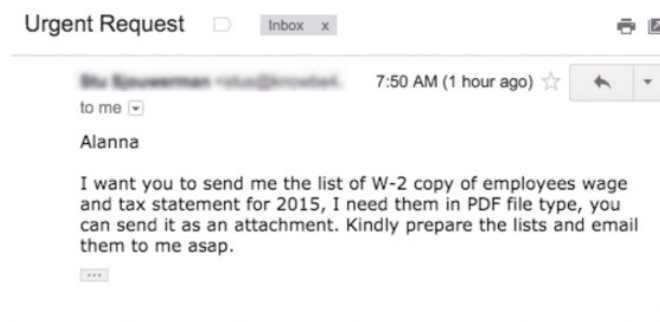 Urgent Request
Inbox x
7:50 AM (1 hour ago)
to me
Alanna
I want you to send me the list of W-2 copy of employees wage
and tax statement for 2015, I need them in PDF file type, you
can send it as an attachment. Kindly prepare the lists and email
them to me asap.